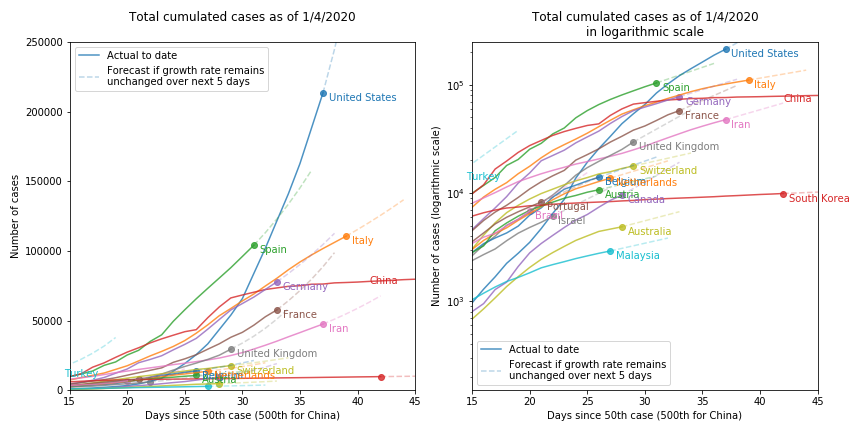 Total cumulated cases as of 1/4/2020
250000
200000
150000
100000
50000
0
15
20
25
30
35
40
45
Number of cases
Days since 50th case (500th for China)
Actual to date
Forecast if growth rate remains
unchanged over next 5 days
United States
Spain
Italy
China
Germany
France
Iran
United Kingdom
Switzerland
Turkey
Austria
Total cumulated cases as of 1/4/2020
in logarithmic scale
10^5
10^4
10^3
15
20
25
30
35
40
45
Number of cases (logarithmic scale)
Days since 50th case (500th for China)
United States
Spain
Italy
China
Germany
France
Iran
United Kingdom
Switzerland
Turkey
Belgium
Netherlands
Austria
Canada
South Korea
Portugal
Brazil
Israel
Australia
Malaysia
Actual to date
Forecast if growth rate remains
unchanged over next 5 days